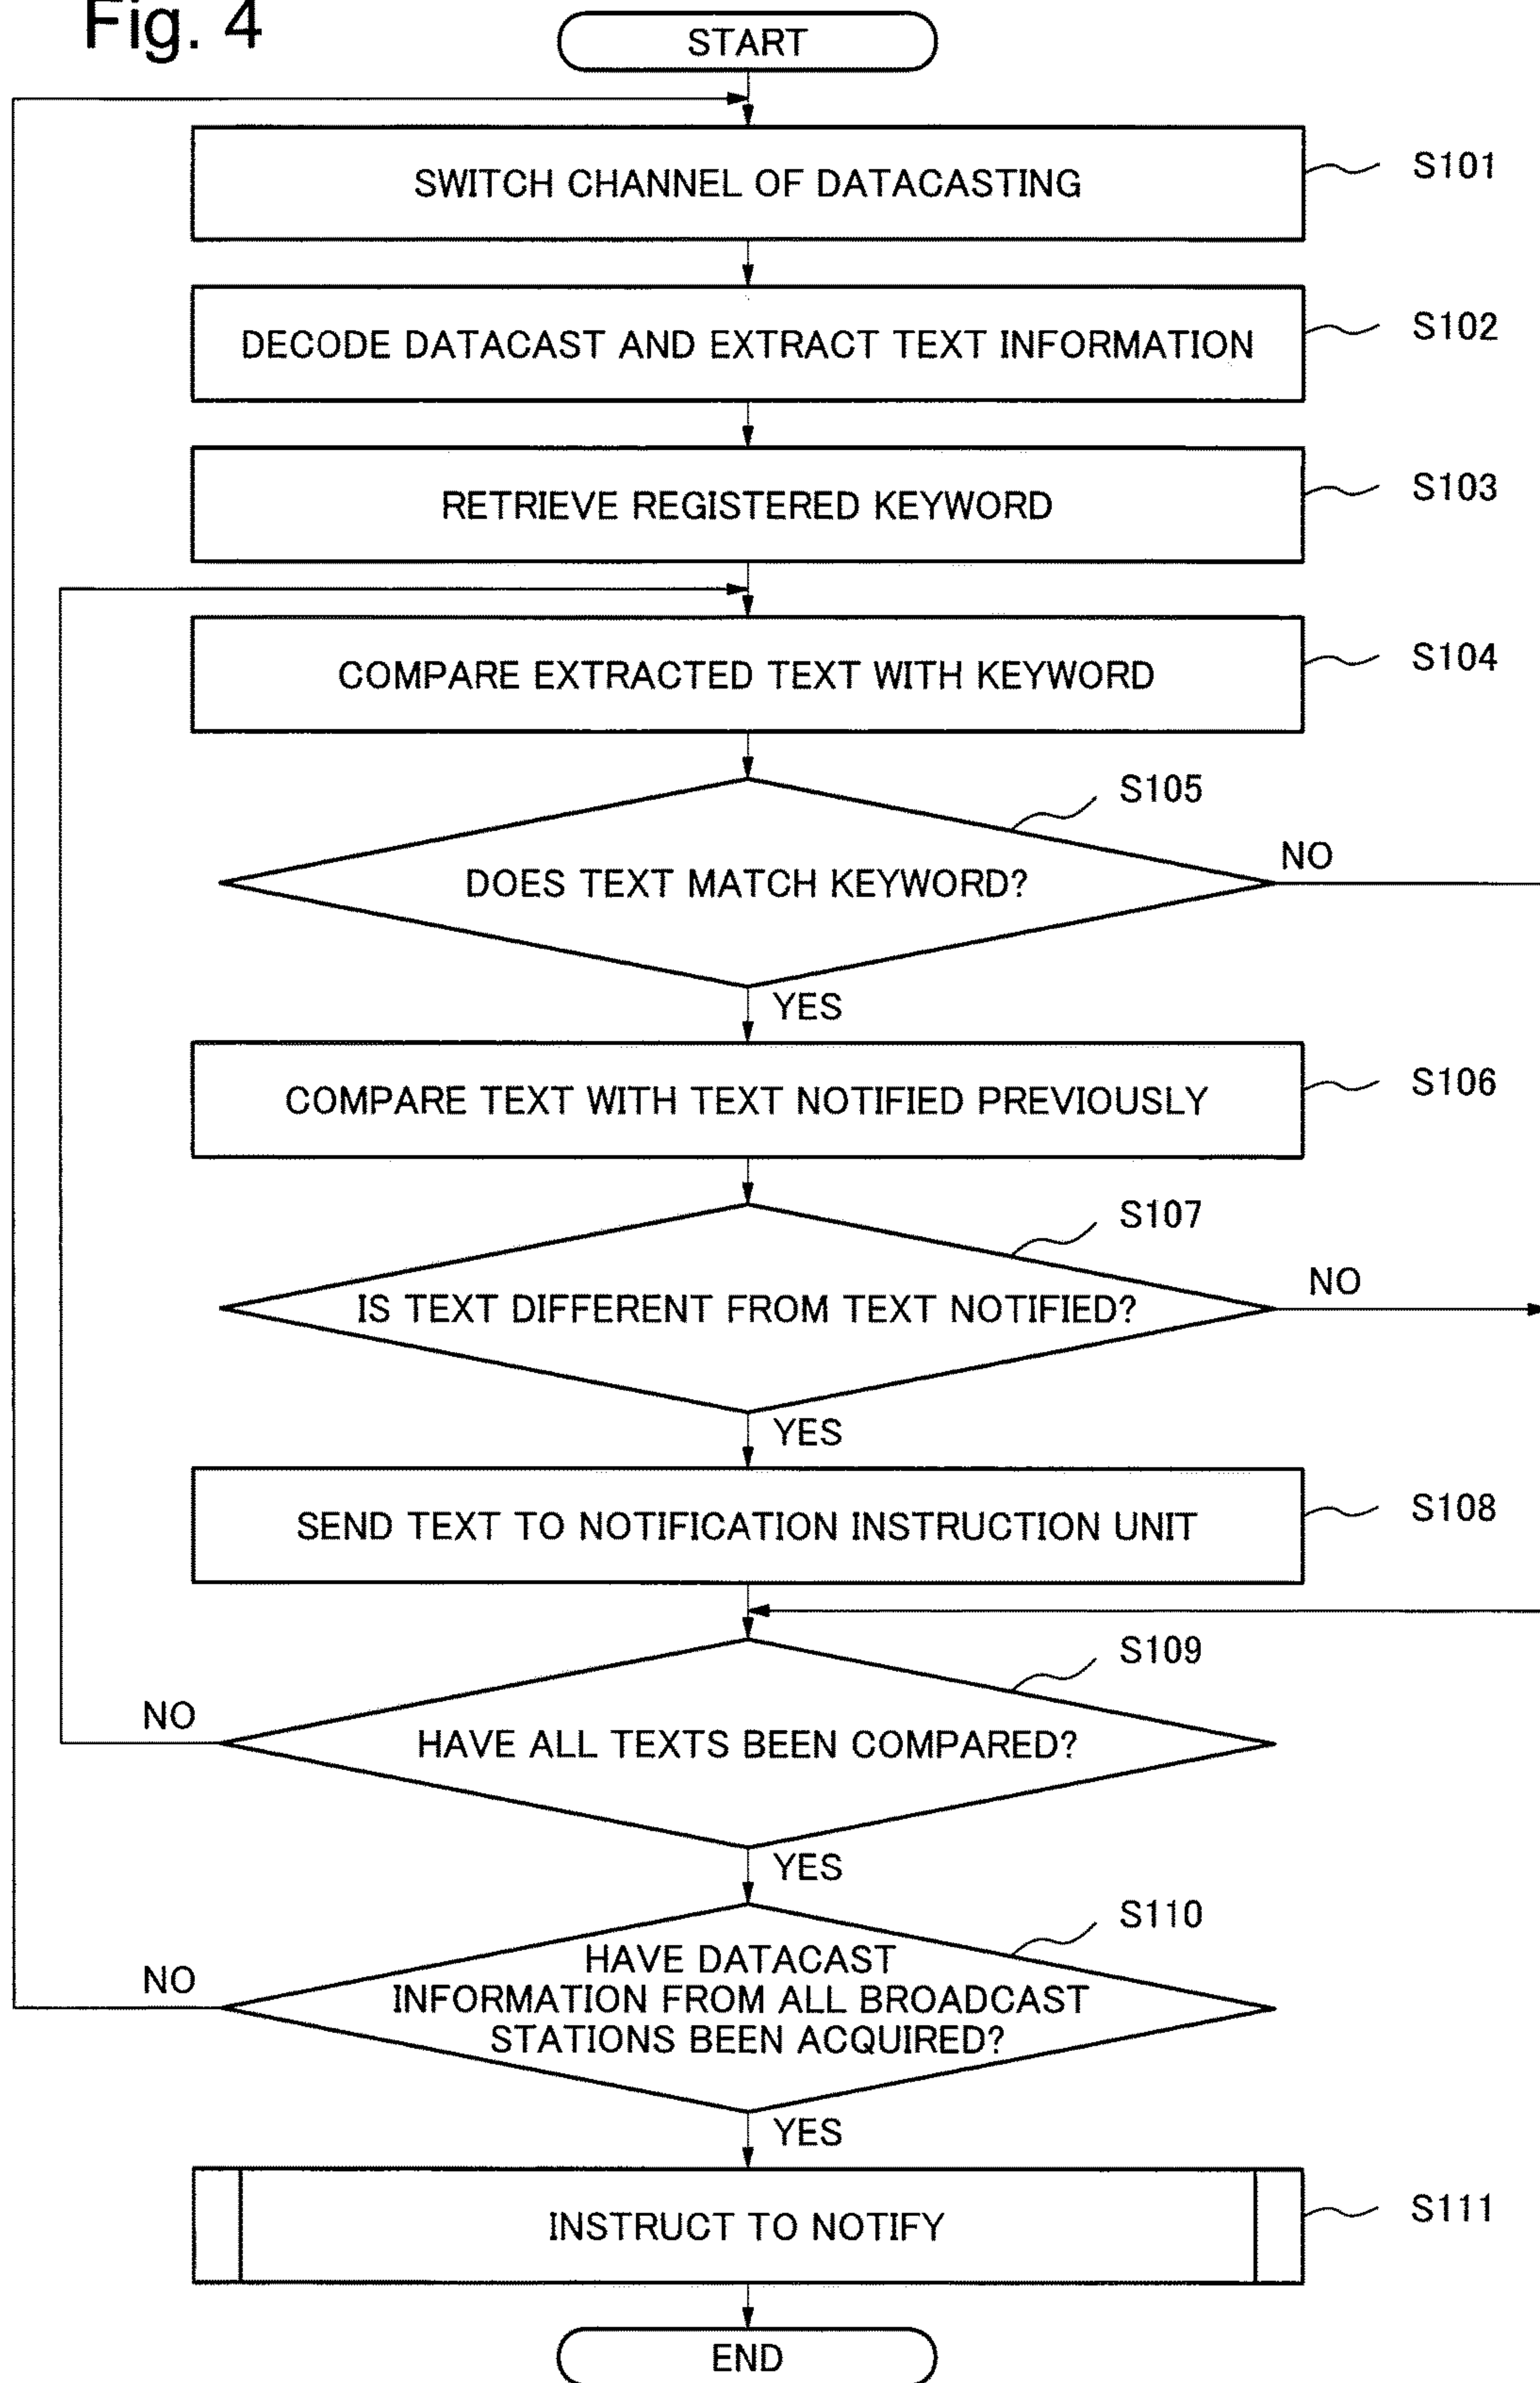 Fig. 4
START
SWITCH CHANNEL OF DATACASTING
S101
DECODE DATACAST AND EXTRACT TEXT INFORMATION
S102
RETRIEVE REGISTERED KEYWORD
S103
COMPARE EXTRACTED TEXT WITH KEYWORD
S104
S105
DOES TEXT MATCH KEYWORD?
NO
YES
COMPARE TEXT WITH TEXT NOTIFIED PREVIOUSLY
S106
S107
IS TEXT DIFFERENT FROM TEXT NOTIFIED?
NO
YES
SEND TEXT TO NOTIFICATION INSTRUCTION UNIT
S108
S109
NO
HAVE ALL TEXTS BEEN COMPARED?
YES
S110
NO
HAVE DATACAST
INFORMATION FROM ALL BROADCAST
STATIONS BEEN ACQUIRED?
YES
INSTRUCT TO NOTIFY
S111
END